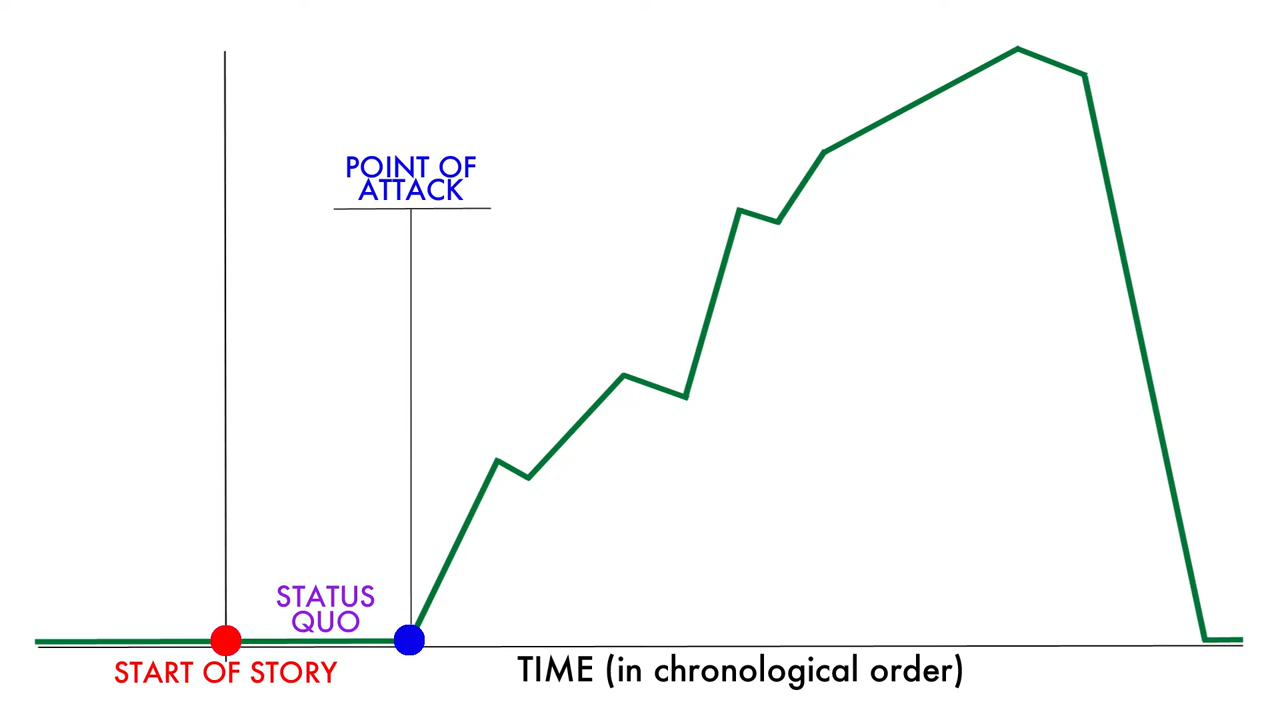 POINT OF
ATTACK
STATUS
QUO
START OF STORY
TIME (in chronological order)